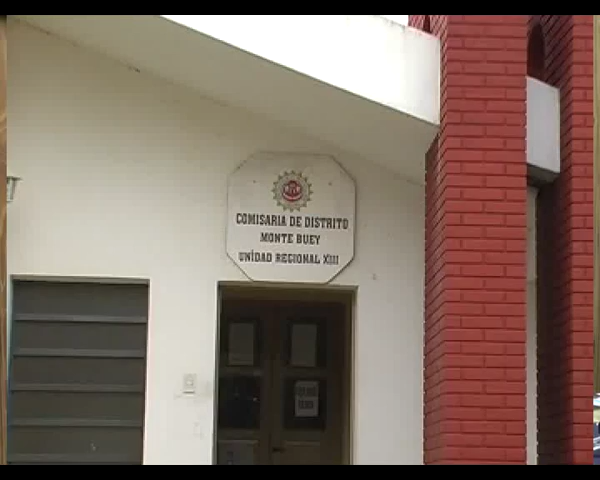 COMISARIA DE DISTRITO
MONTE BUEY
UNIDAD REGIONAL XIII